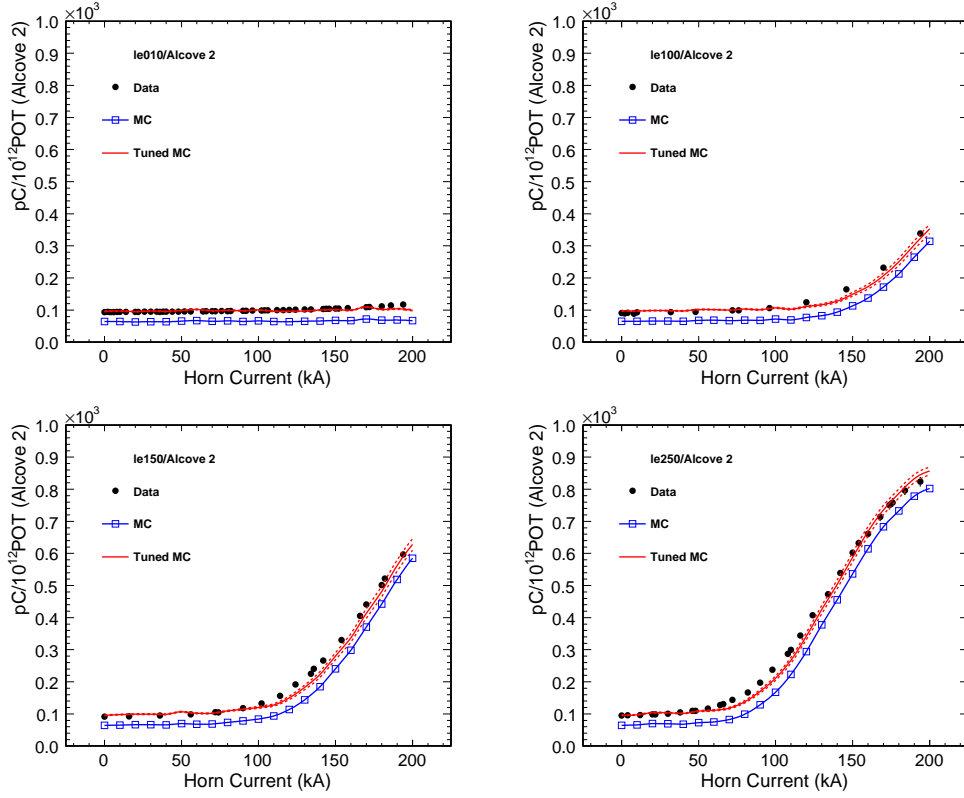 ×10³
pC/10¹²POT (Alcove 2)
1.0
0.9
0.8
0.7
0.6
0.5
0.4
0.3
0.2
0.1
0.0
le010/Alcove 2
Data
MC
Tuned MC
0 50 100 150 200
Horn Current (kA)
×10³
pC/10¹²POT (Alcove 2)
1.0
0.9
0.8
0.7
0.6
0.5
0.4
0.3
0.2
0.1
0.0
le100/Alcove 2
Data
MC
Tuned MC
0 50 100 150 200
Horn Current (kA)
×10³
pC/10¹²POT (Alcove 2)
1.0
0.9
0.8
0.7
0.6
0.5
0.4
0.3
0.2
0.1
0.0
le150/Alcove 2
Data
MC
Tuned MC
0 50 100 150 200
Horn Current (kA)
×10³
pC/10¹²POT (Alcove 2)
1.0
0.9
0.8
0.7
0.6
0.5
0.4
0.3
0.2
0.1
0.0
le250/Alcove 2
Data
MC
Tuned MC
0 50 100 150 200
Horn Current (kA)